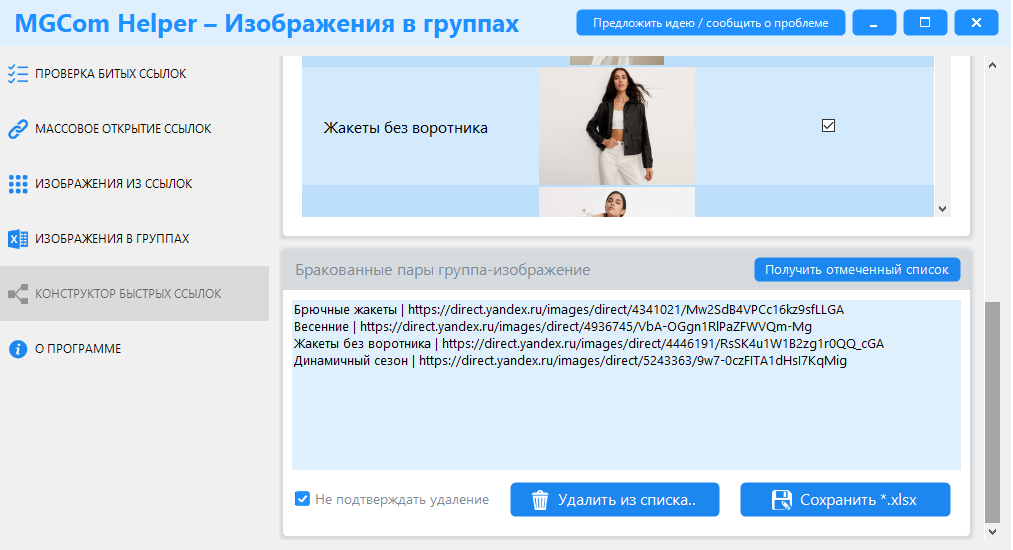 MGCom Helper – Изображения в группах
Предложить идею / сообщить о проблеме
ПРОВЕРКА БИТЫХ ССЫЛОК
МАССОВОЕ ОТКРЫТИЕ ССЫЛОК
ИЗОБРАЖЕНИЯ ИЗ ССЫЛОК
ИЗОБРАЖЕНИЯ В ГРУППАХ
КОНСТРУКТОР БЫСТРЫХ ССЫЛОК
О ПРОГРАММЕ
Жакеты без воротника
Бракованные пары группа-изображение
Получить отмеченный список
Брючные жакеты | https://direct.yandex.ru/images/direct/4341021/Mw2SdB4VPCc16kz9sfLLGA
Весенние | https://direct.yandex.ru/images/direct/4936745/VbA-OGgn1RlPaZFWVQm-Mg
Жакеты без воротника | https://direct.yandex.ru/images/direct/4446191/RsSK4u1W1B2zg1r0QQ_cGA
Динамичный сезон | https://direct.yandex.ru/images/direct/5243363/9w7-0czFITA1dHsI7KqMig
Не подтверждать удаление
Удалить из списка..
Сохранить *.xlsx